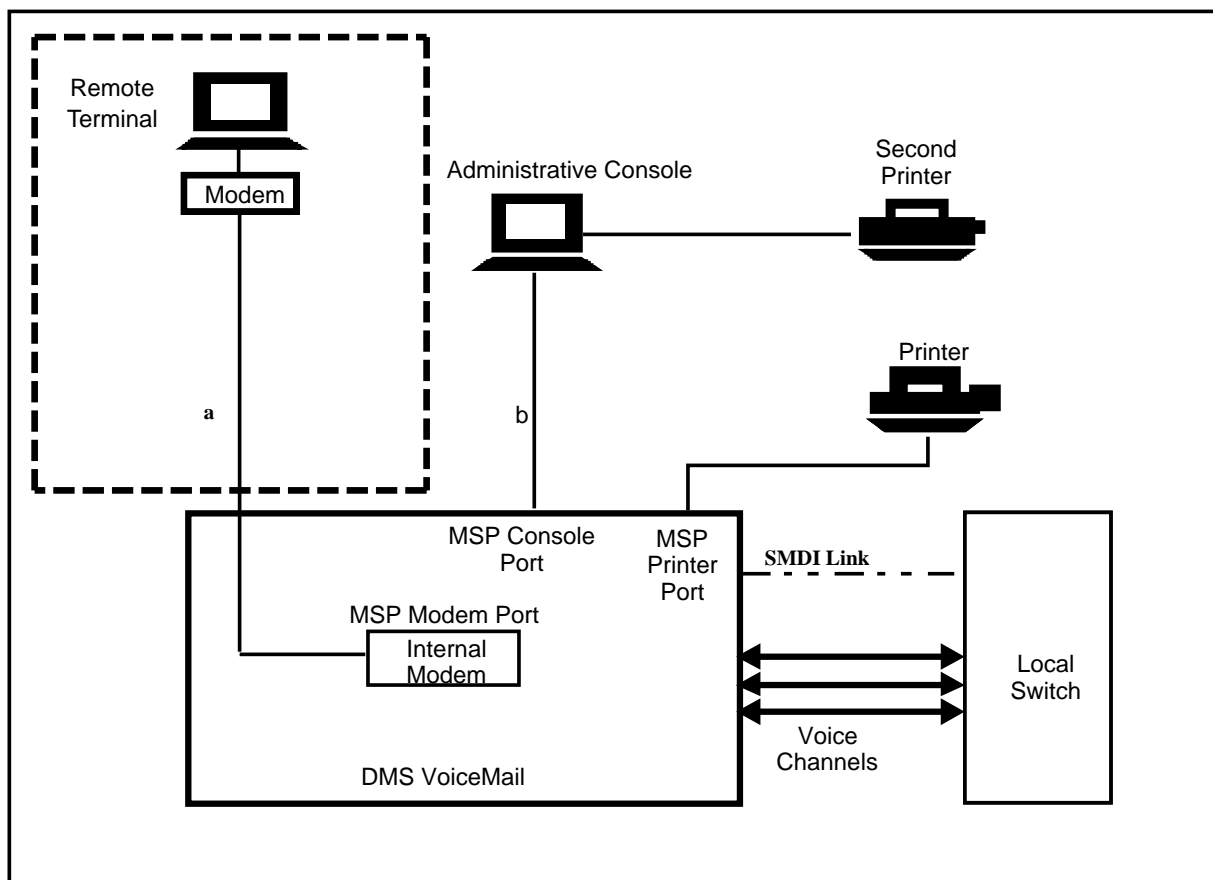 Remote
Terminal
Modem
Administrative Console
Second
Printer
Printer
a
b
MSP Console
Port
MSP
Printer
Port
SMDI Link
MSP Modem Port
Internal
Modem
Local
Switch
Voice
Channels
DMS VoiceMail